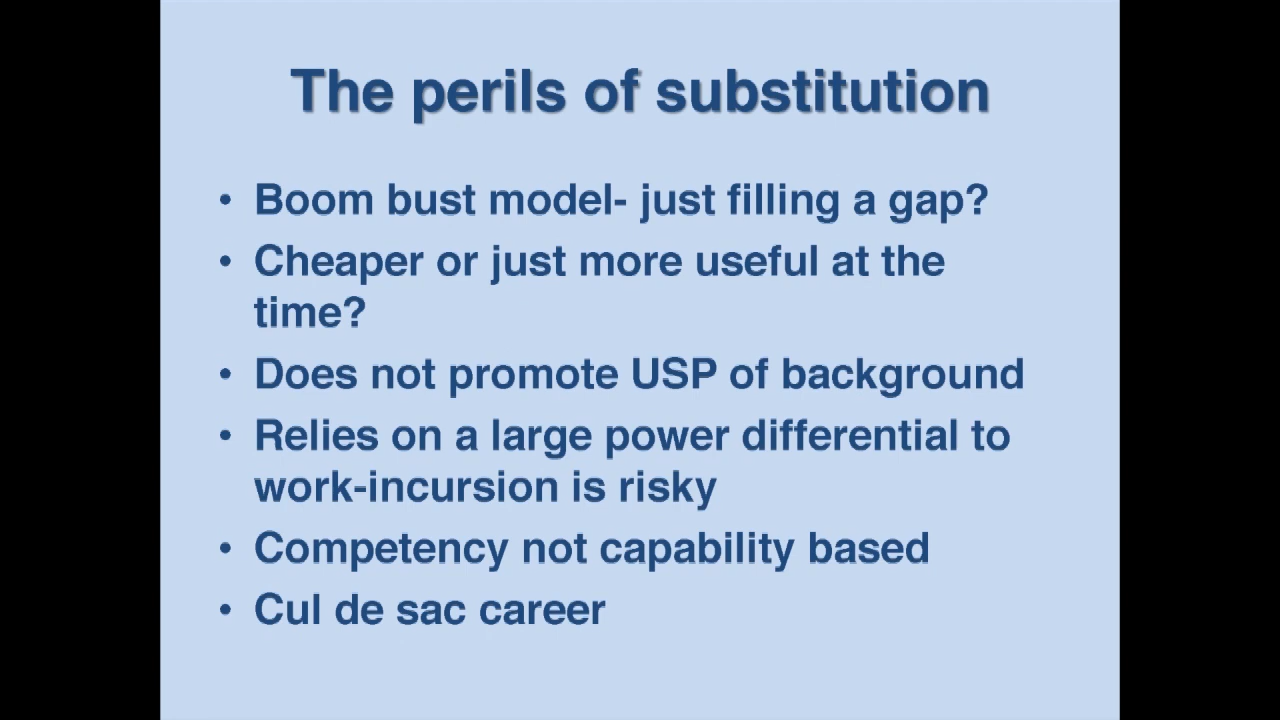 The perils of substitution
• Boom bust model- just filling a gap?
• Cheaper or just more useful at the
time?
• Does not promote USP of background
• Relies on a large power differential to
work-incursion is risky
• Competency not capability based
• Cul de sac career